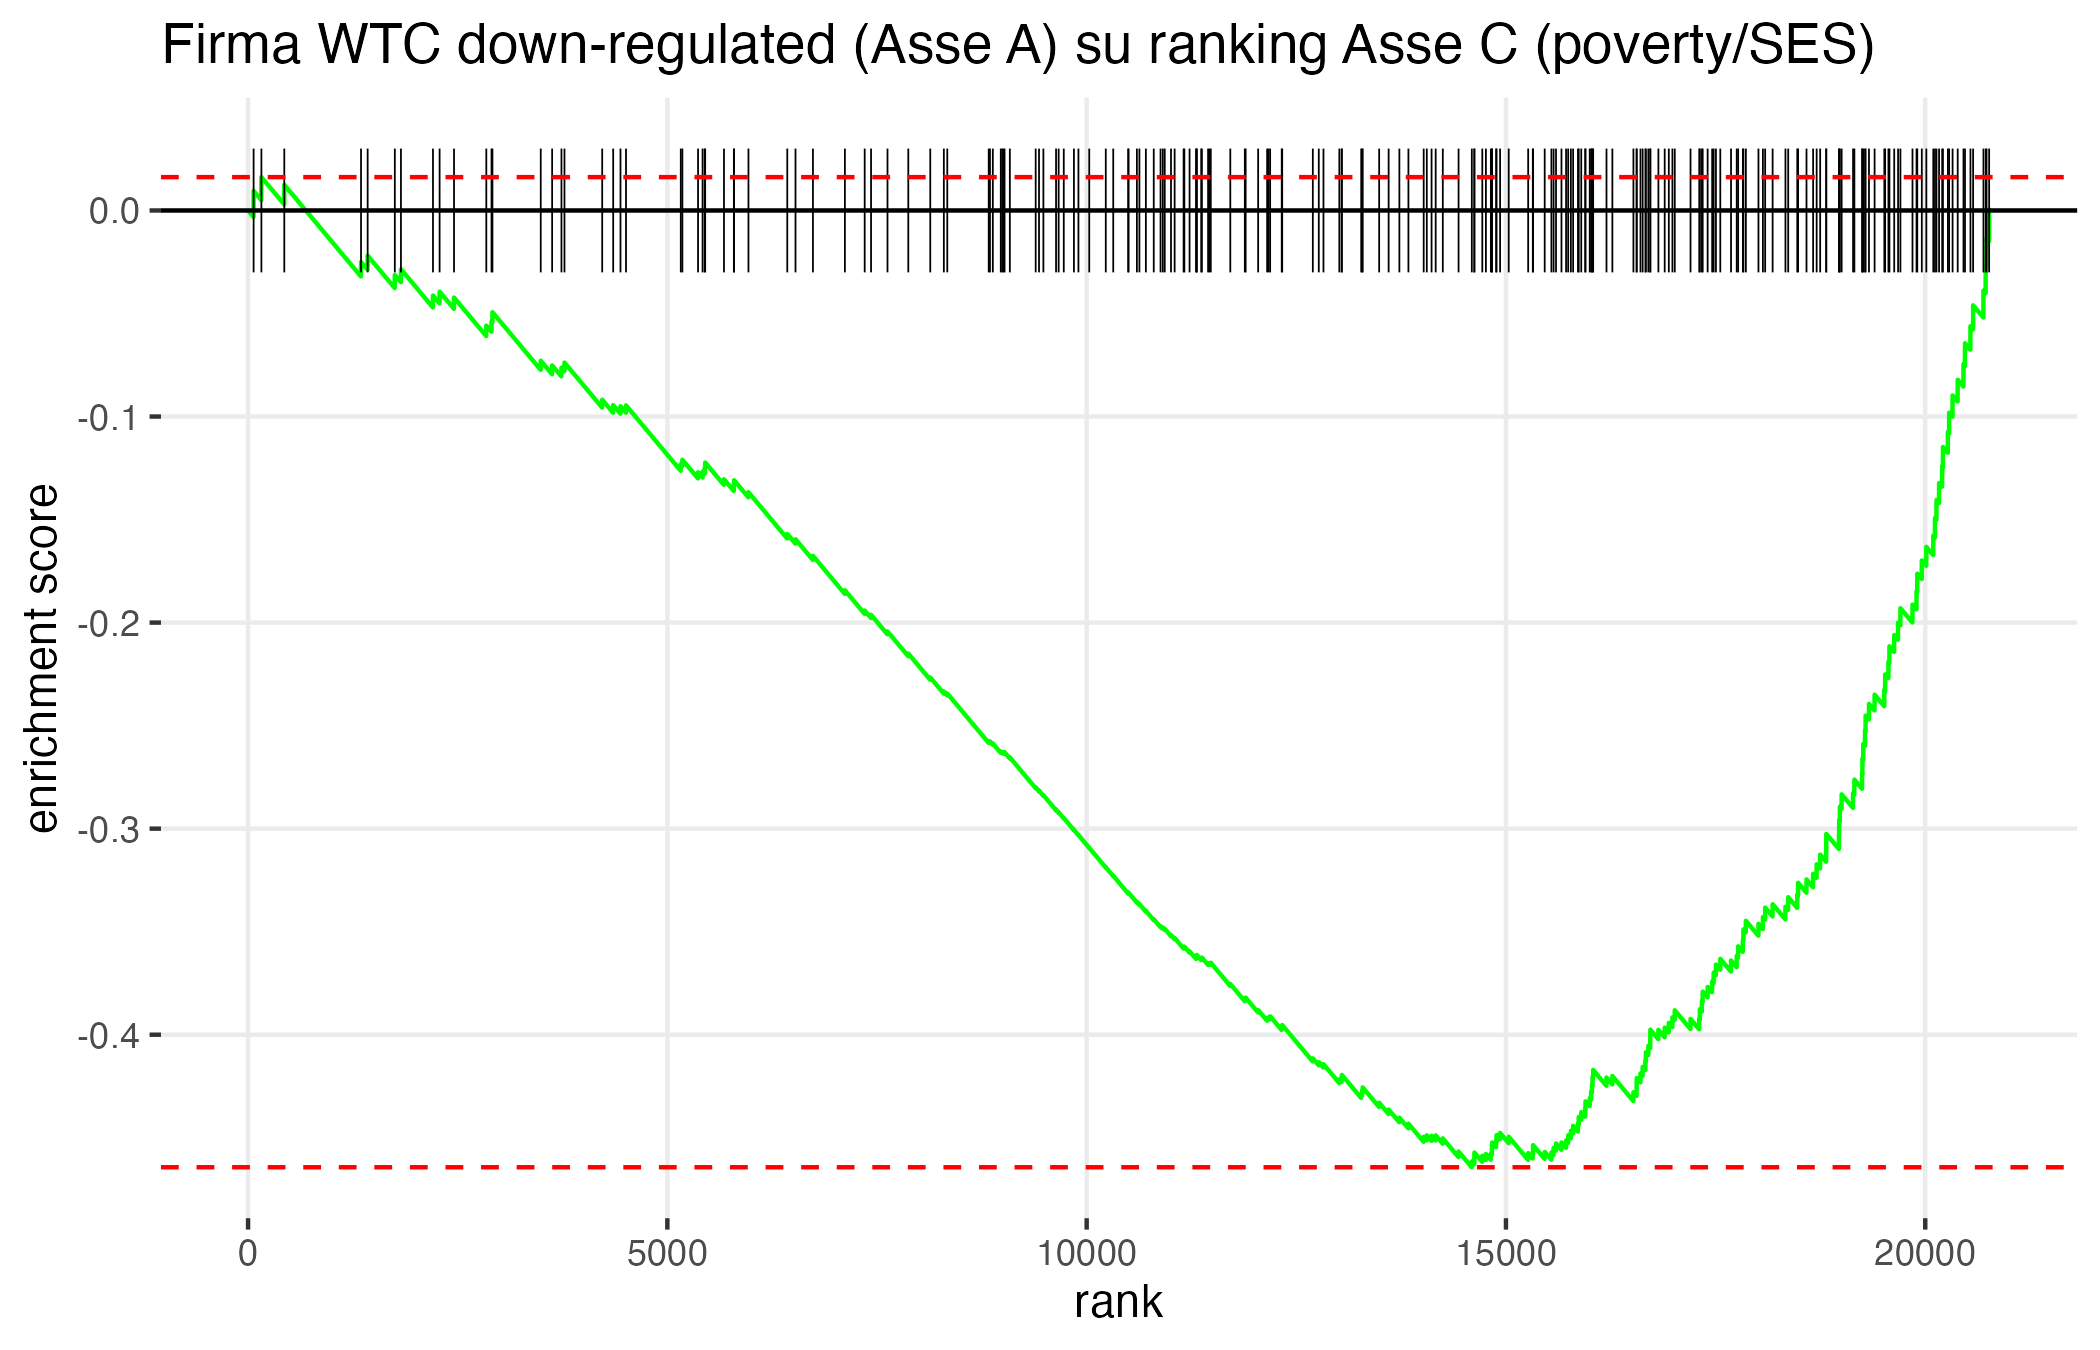 Firma WTC down-regulated (Asse A) su ranking Asse C (poverty/SES)
0.0
-0.1
-0.2
-0.3
-0.4
enrichment score
0 5000 10000 15000 20000
rank